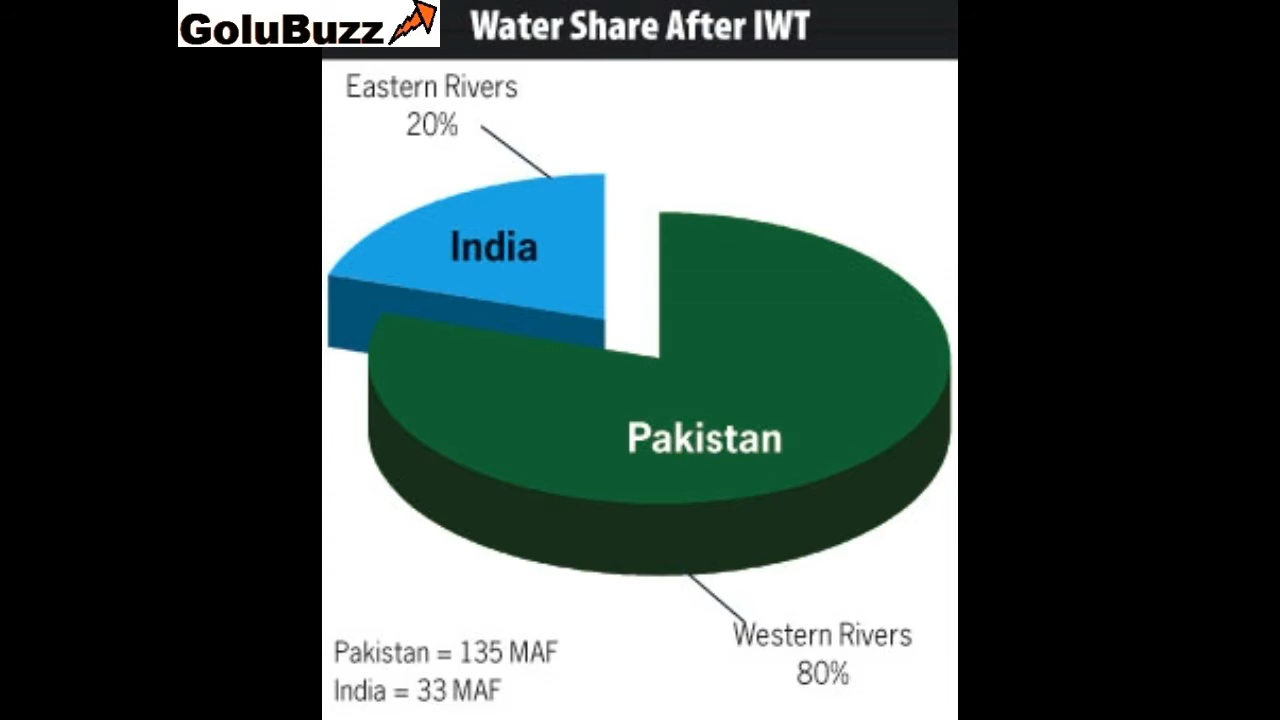 GoluBuzz
Water Share After IWT
Eastern Rivers
20%
India
Pakistan
Western Rivers
80%
Pakistan = 135 MAF
India = 33 MAF